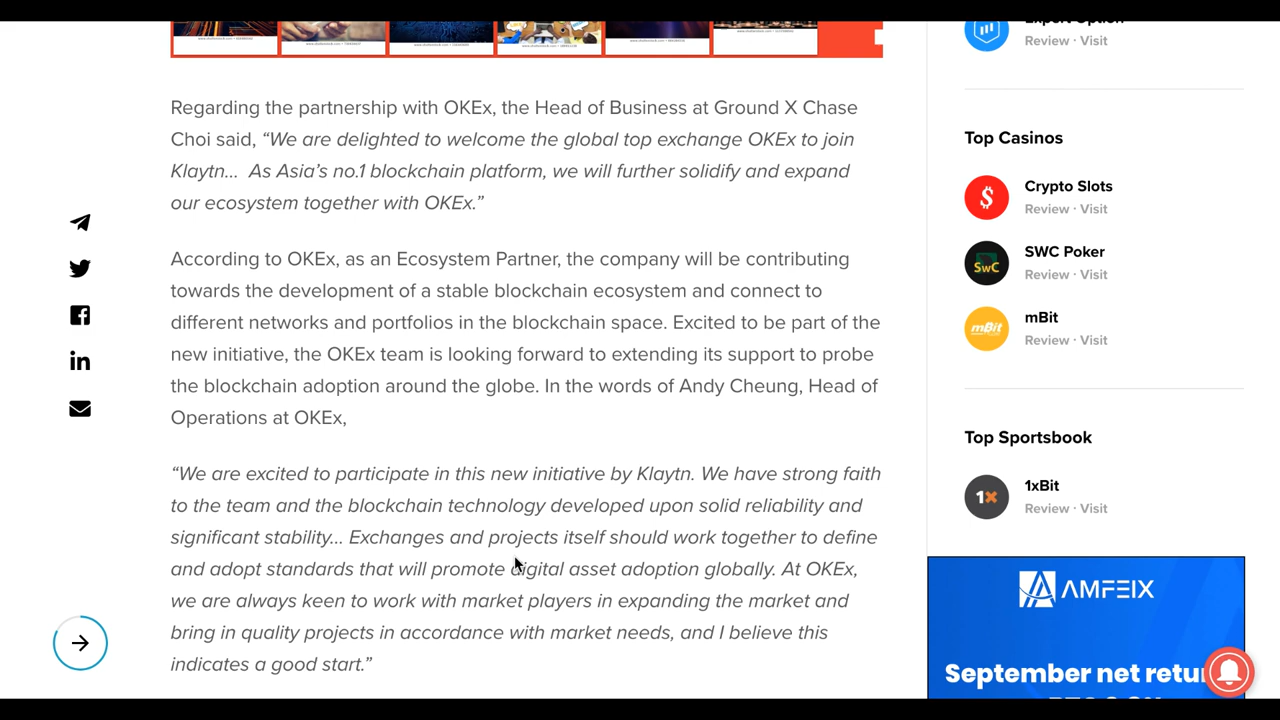 Regarding the partnership with OKEx, the Head of Business at Ground X Chase
Choi said, “We are delighted to welcome the global top exchange OKEx to join
Klaytn... As Asia’s no.1 blockchain platform, we will further solidify and expand
our ecosystem together with OKEx.”
According to OKEx, as an Ecosystem Partner, the company will be contributing
towards the development of a stable blockchain ecosystem and connect to
different networks and portfolios in the blockchain space. Excited to be part of the
new initiative, the OKEx team is looking forward to extending its support to probe
the blockchain adoption around the globe. In the words of Andy Cheung, Head of
Operations at OKEx,
“We are excited to participate in this new initiative by Klaytn. We have strong faith
to the team and the blockchain technology developed upon solid reliability and
significant stability... Exchanges and projects itself should work together to define
and adopt standards that will promote digital asset adoption globally. At OKEx,
we are always keen to work with market players in expanding the market and
bring in quality projects in accordance with market needs, and I believe this
indicates a good start.”
Expert Option
Review · Visit
Top Casinos
Crypto Slots
Review · Visit
SwC
SWC Poker
Review · Visit
mBit
mBit
Review · Visit
Top Sportsbook
1x
1xBit
Review · Visit
AMFEIX
September net retu